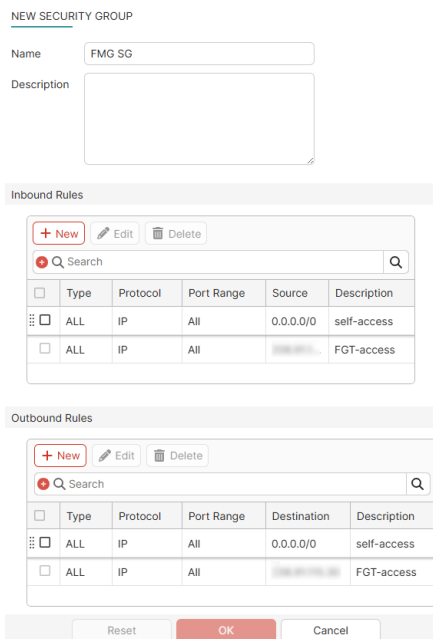 NEW SECURITY GROUP
Name FMG SG
Description
Inbound Rules
+ New Edit Delete
Search
Type Protocol Port Range Source Description
ALL IP All 0.0.0.0/0 self-access
ALL IP All FGT-access
Outbound Rules
+ New Edit Delete
Search
Type Protocol Port Range Destination Description
ALL IP All 0.0.0.0/0 self-access
ALL IP All FGT-access
Reset OK Cancel